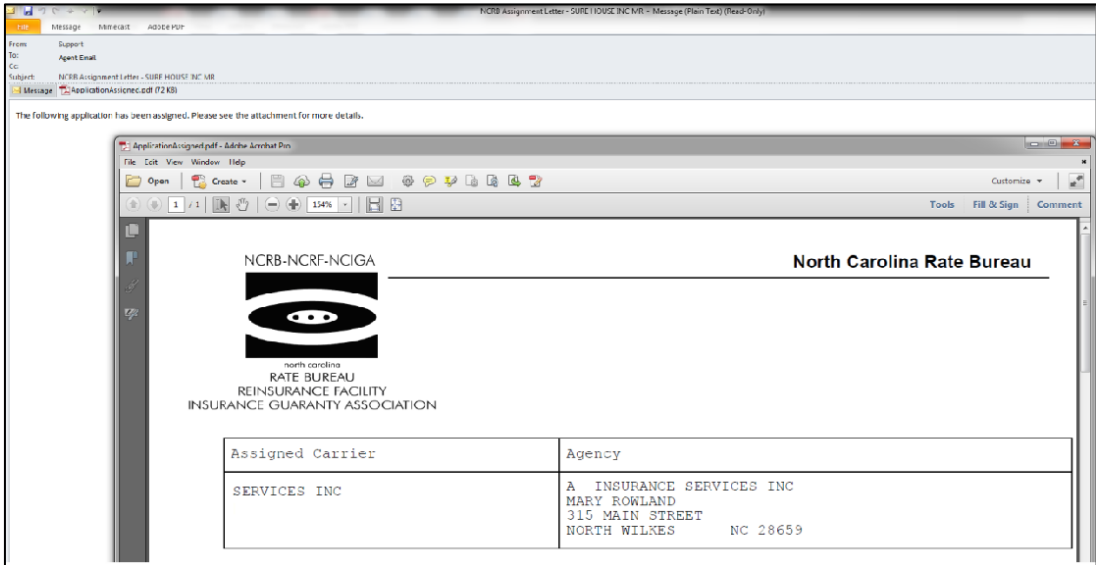 NCRB Assignment Letter - SURE HOUSE INC MR - Message (Plain Text) (Read-Only)
File Message Mimecast Adobe PDF
From: Support
To: Agent Email
Cc:
Subject: NCRB Assignment Letter - SURE HOUSE INC MR
Message ApplicationAssigned.pdf (72 KB)
The following application has been assigned. Please see the attachment for more details.
ApplicationAssigned.pdf - Adobe Acrobat Pro
File Edit View Window Help
Open Create Customize
1 / 1 154% Tools Fill & Sign Comment
NCRB-NCRF-NCIGA
North Carolina Rate Bureau
north carolina
RATE BUREAU
REINSURANCE FACILITY
INSURANCE GUARANTY ASSOCIATION
Assigned Carrier Agency
SERVICES INC A INSURANCE SERVICES INC
MARY ROWLAND
315 MAIN STREET
NORTH WILKES NC 28659